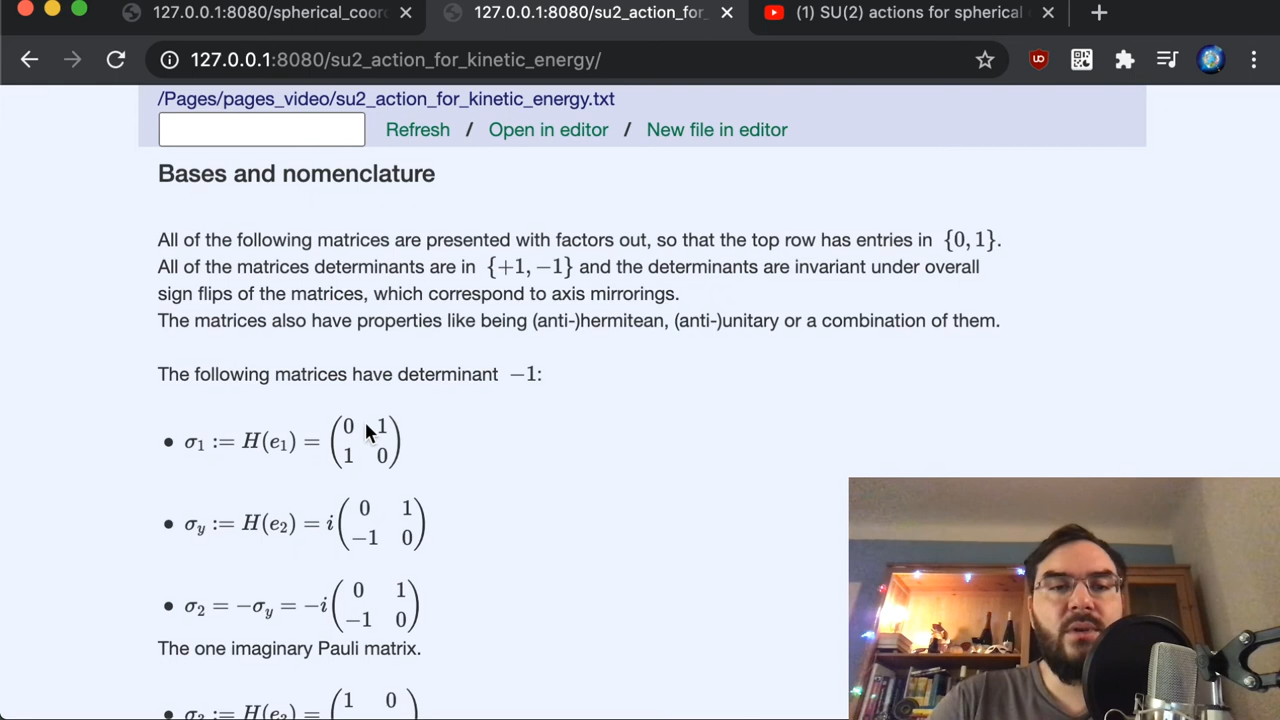 127.0.0.1:8080/spherical_coor
127.0.0.1:8080/su2_action_for_
(1) SU(2) actions for spherical
127.0.0.1:8080/su2_action_for_kinetic_energy/
/Pages/pages_video/su2_action_for_kinetic_energy.txt
Refresh / Open in editor / New file in editor
Bases and nomenclature
All of the following matrices are presented with factors out, so that the top row has entries in {0, 1}.
All of the matrices determinants are in {+1, −1} and the determinants are invariant under overall
sign flips of the matrices, which correspond to axis mirrorings.
The matrices also have properties like being (anti-)hermitean, (anti-)unitary or a combination of them.
The following matrices have determinant −1:
• σ₁ := H(e₁) = (0 1
1 0)
• σ_y := H(e₂) = i(0 1
−1 0)
• σ₂ = −σ_y = −i(0 1
−1 0)
The one imaginary Pauli matrix.
• σ₃ := H(e₃) = (1 0